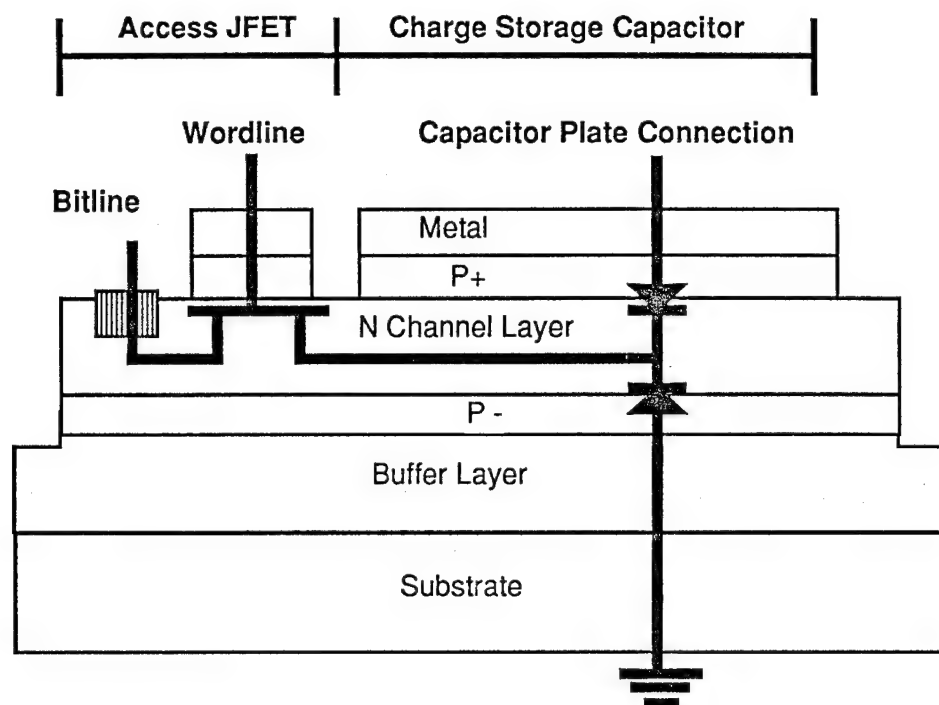 Access JFET
Charge Storage Capacitor
Wordline
Capacitor Plate Connection
Bitline
Metal
P+
N Channel Layer
P -
Buffer Layer
Substrate